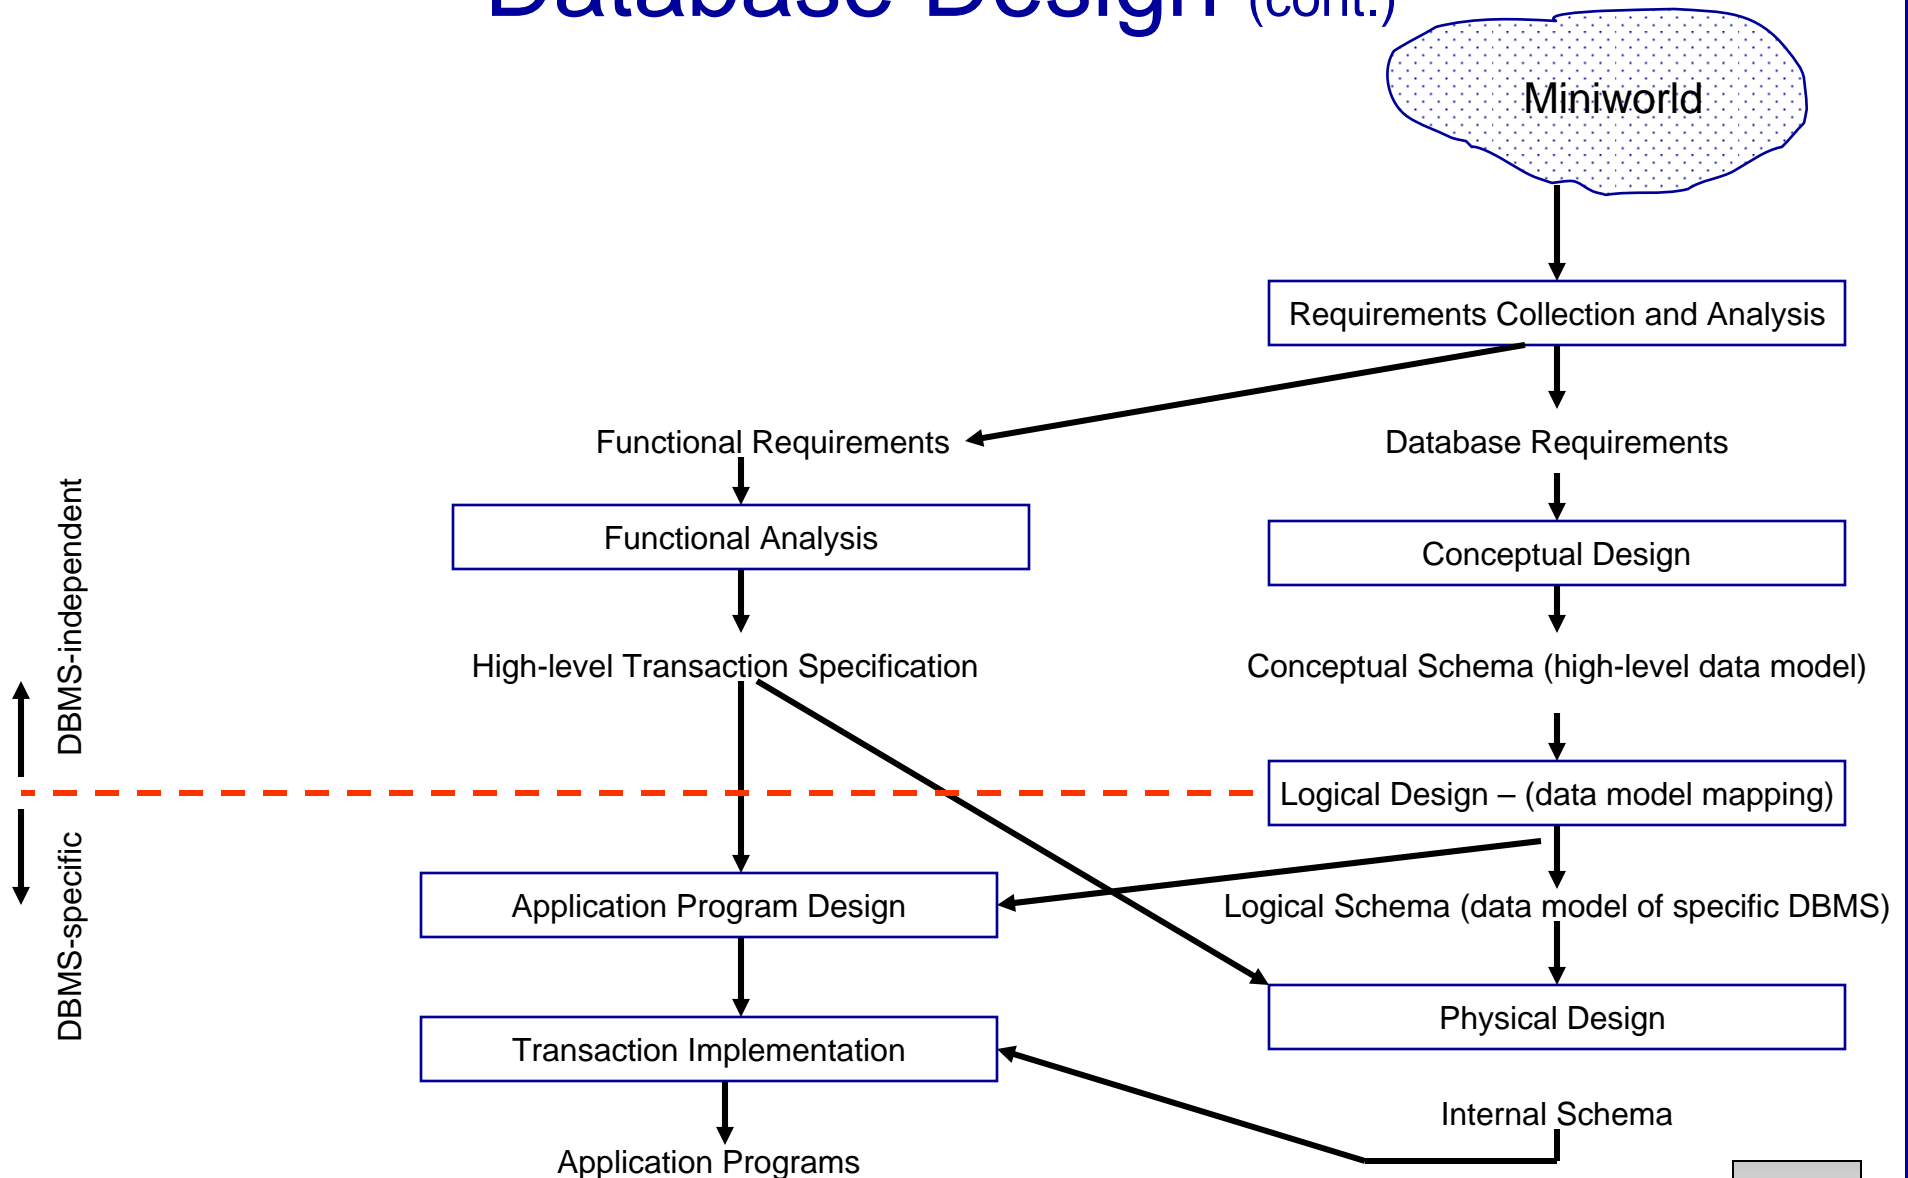 Database Design (cont.)
Miniworld
Requirements Collection and Analysis
Functional Requirements
Database Requirements
Functional Analysis
Conceptual Design
High-level Transaction Specification
Conceptual Schema (high-level data model)
DBMS-independent
Logical Design – (data model mapping)
DBMS-specific
Application Program Design
Logical Schema (data model of specific DBMS)
Physical Design
Transaction Implementation
Internal Schema
Application Programs